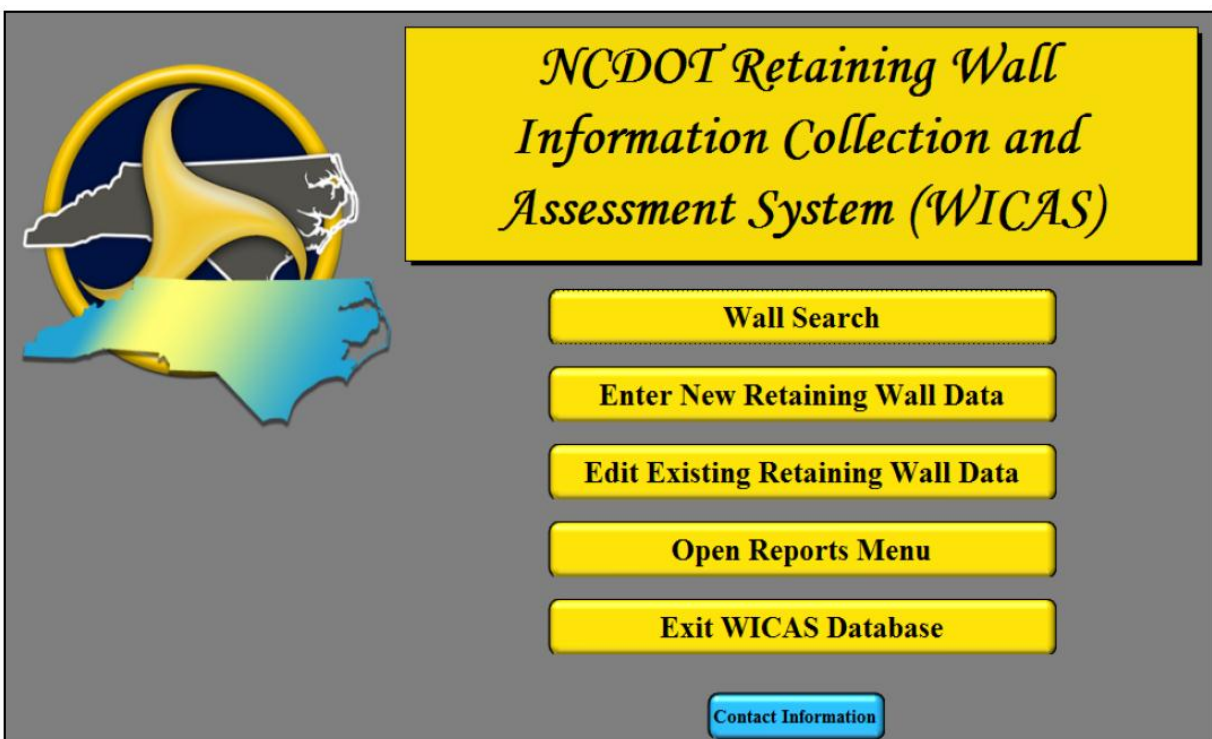 NCDOT Retaining Wall
Information Collection and
Assessment System (WICAS)
Wall Search
Enter New Retaining Wall Data
Edit Existing Retaining Wall Data
Open Reports Menu
Exit WICAS Database
Contact Information